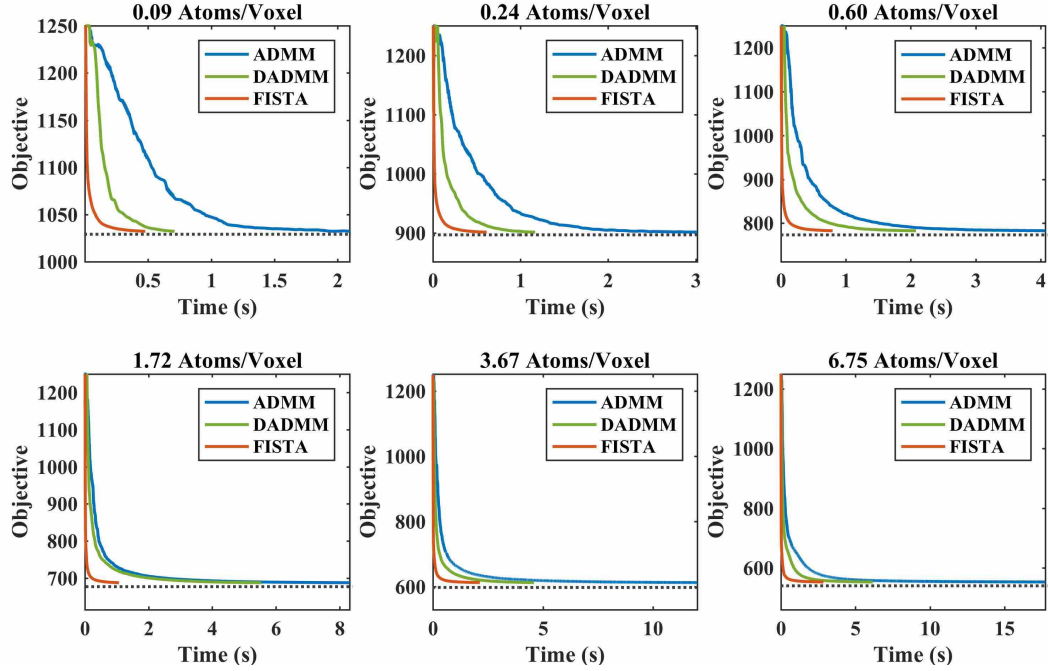 0.09 Atoms/Voxel
1250
1200
1150
1100
1050
1000
Objective
0.5
1
1.5
2
Time (s)
ADMM
DADMM
FISTA
0.24 Atoms/Voxel
1200
1100
1000
900
Objective
0
1
2
3
Time (s)
ADMM
DADMM
FISTA
0.60 Atoms/Voxel
1200
1100
1000
900
800
Objective
0
1
2
3
4
Time (s)
ADMM
DADMM
FISTA
1.72 Atoms/Voxel
1200
1100
1000
900
800
700
Objective
0
2
4
6
8
Time (s)
ADMM
DADMM
FISTA
3.67 Atoms/Voxel
1200
1000
800
600
Objective
0
5
10
Time (s)
ADMM
DADMM
FISTA
6.75 Atoms/Voxel
1200
1000
800
600
Objective
0
5
10
15
Time (s)
ADMM
DADMM
FISTA